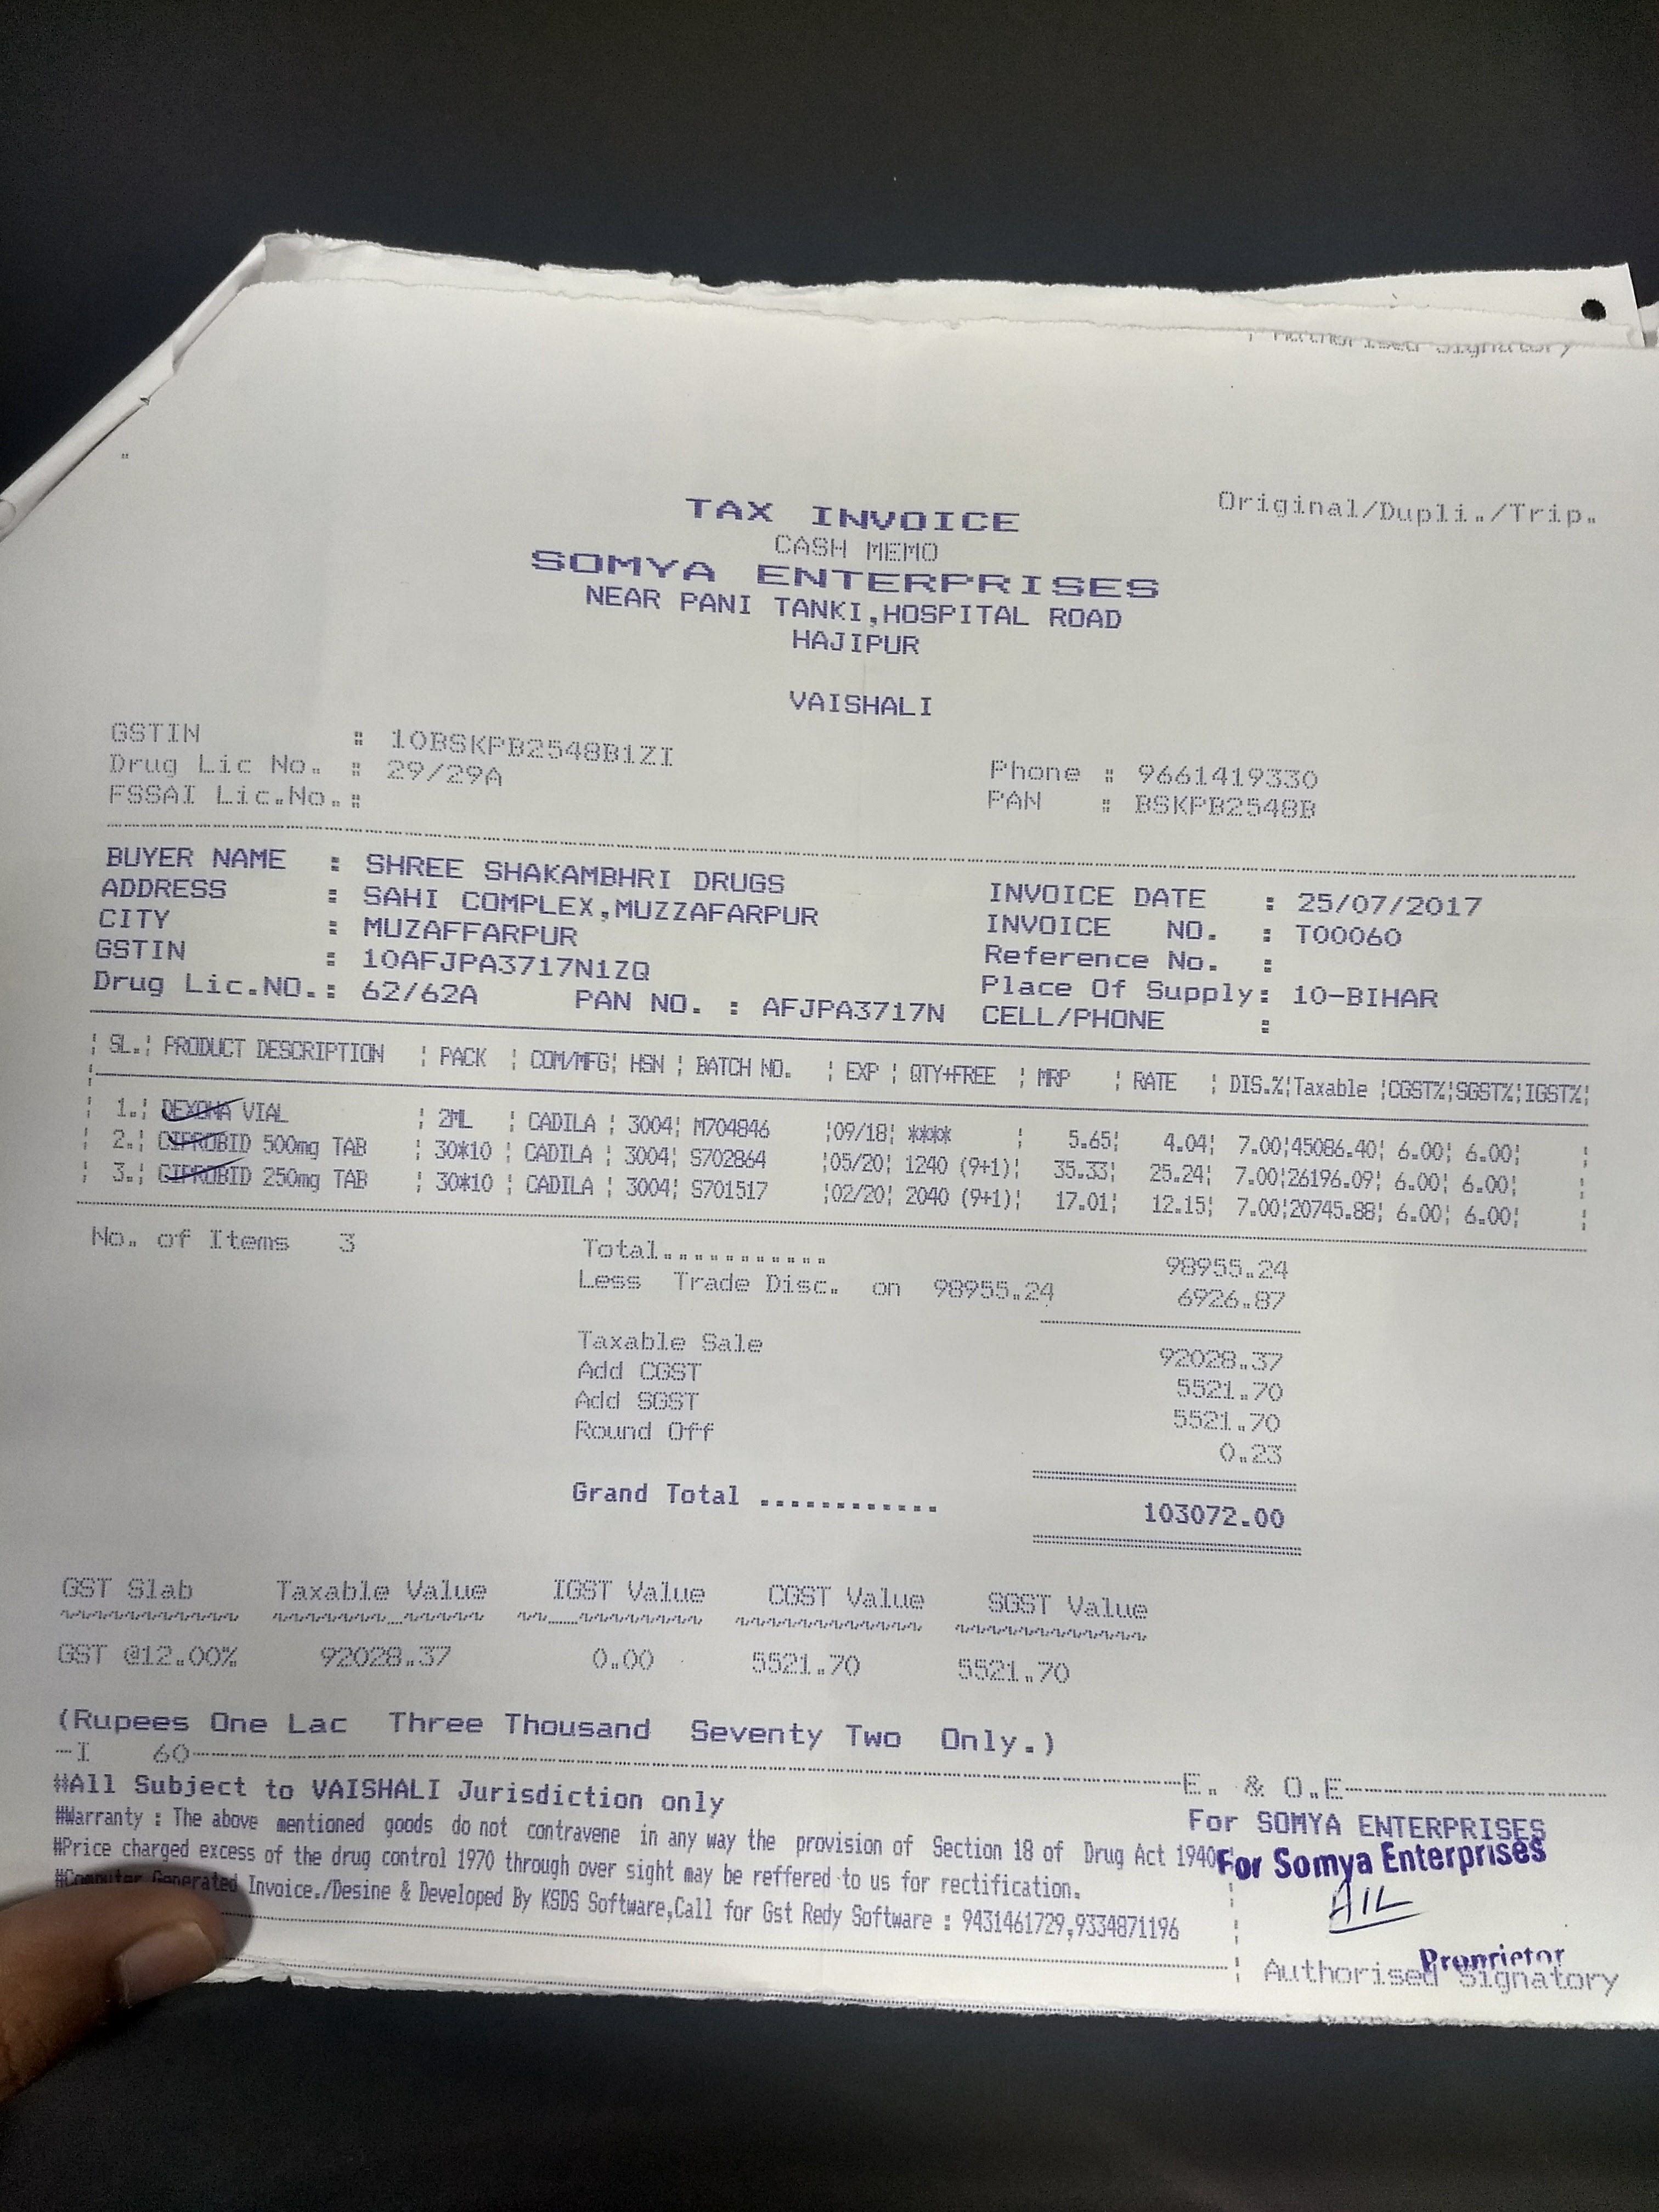 Authorised Signatory
Original/Dupli./Trip.
TAX INVOICE
CASH MEMO
SOMYA ENTERPRISES
NEAR PANI TANKI,HOSPITAL ROAD
HAJIPUR
VAISHALI
GSTIN : 10BSKPB2548B1ZI
Drug Lic No. : 29/29A Phone : 9661419330
FSSAI Lic.No.: PAN : BSKPB2548B
BUYER NAME : SHREE SHAKAMBHRI DRUGS INVOICE DATE : 25/07/2017
ADDRESS : SAHI COMPLEX,MUZZAFARPUR INVOICE NO. : T00060
CITY : MUZAFFARPUR Reference No. :
GSTIN : 10AFJPA3717N1ZQ Place Of Supply: 10-BIHAR
Drug Lic.NO.: 62/62A PAN NO. : AFJPA3717N CELL/PHONE :
¦ SL.¦ PRODUCT DESCRIPTION ¦ PACK ¦ COM/MFG¦ HSN ¦ BATCH NO. ¦ EXP ¦ QTY+FREE ¦ MRP ¦ RATE ¦ DIS.%¦Taxable ¦CGST%¦SGST%¦IGST%¦
¦ 1.¦ DEXONA VIAL ¦ 2ML ¦ CADILA ¦ 3004¦ M704846 ¦09/18¦ **** ¦ 5.65¦ 4.04¦ 7.00¦45086.40¦ 6.00¦ 6.00¦ ¦
¦ 2.¦ CIPROBID 500mg TAB ¦ 30*10 ¦ CADILA ¦ 3004¦ S702864 ¦05/20¦ 1240 (9+1)¦ 35.33¦ 25.24¦ 7.00¦26196.09¦ 6.00¦ 6.00¦ ¦
¦ 3.¦ CIPROBID 250mg TAB ¦ 30*10 ¦ CADILA ¦ 3004¦ S701517 ¦02/20¦ 2040 (9+1)¦ 17.01¦ 12.15¦ 7.00¦20745.88¦ 6.00¦ 6.00¦ ¦
No. of Items 3 Total........... 98955.24
Less Trade Disc. on 98955.24 6926.87
Taxable Sale 92028.37
Add CGST 5521.70
Add SGST 5521.70
Round Off 0.23
Grand Total ............ 103072.00
GST Slab Taxable Value IGST Value CGST Value SGST Value
GST @12.00% 92028.37 0.00 5521.70 5521.70
(Rupees One Lac Three Thousand Seventy Two Only.)
-I 60 E. & O.E
#All Subject to VAISHALI Jurisdiction only
For SOMYA ENTERPRISES
#Warranty : The above mentioned goods do not contravene in any way the provision of Section 18 of Drug Act 1940
For Somya Enterprises
#Price charged excess of the drug control 1970 through over sight may be reffered to us for rectification.
#Computer Generated Invoice./Desine & Developed By KSDS Software,Call for Gst Redy Software : 9431461729,9334871196
Proprietor
Authorised Signatory